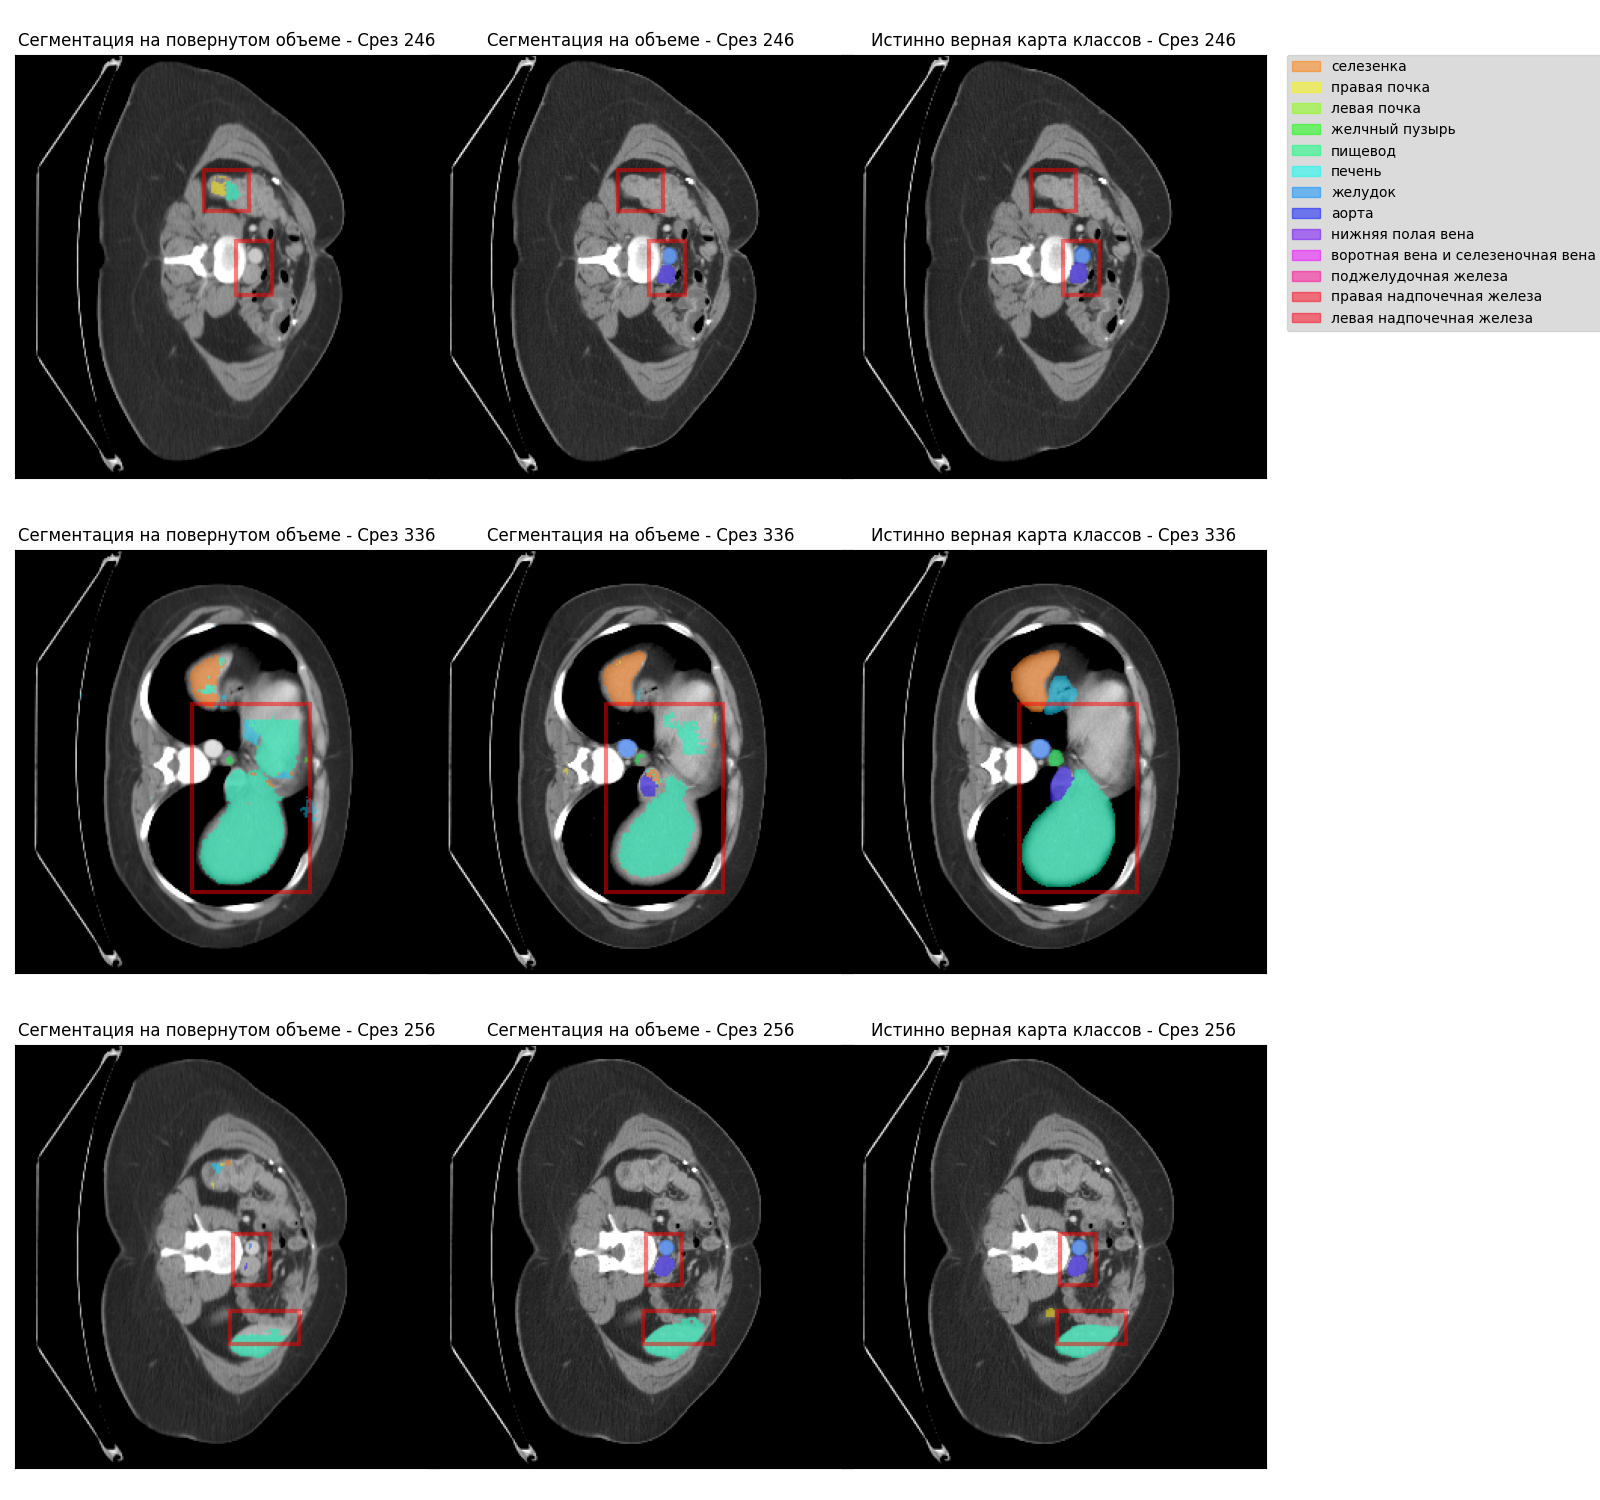 Сегментация на повернутом объеме - Срез 246
Сегментация на объеме - Срез 246
Истинно верная карта классов - Срез 246
селезенка
правая почка
левая почка
желчный пузырь
пищевод
печень
желудок
аорта
нижняя полая вена
воротная вена и селезеночная вена
поджелудочная железа
правая надпочечная железа
левая надпочечная железа
Сегментация на повернутом объеме - Срез 336
Сегментация на объеме - Срез 336
Истинно верная карта классов - Срез 336
Сегментация на повернутом объеме - Срез 256
Сегментация на объеме - Срез 256
Истинно верная карта классов - Срез 256